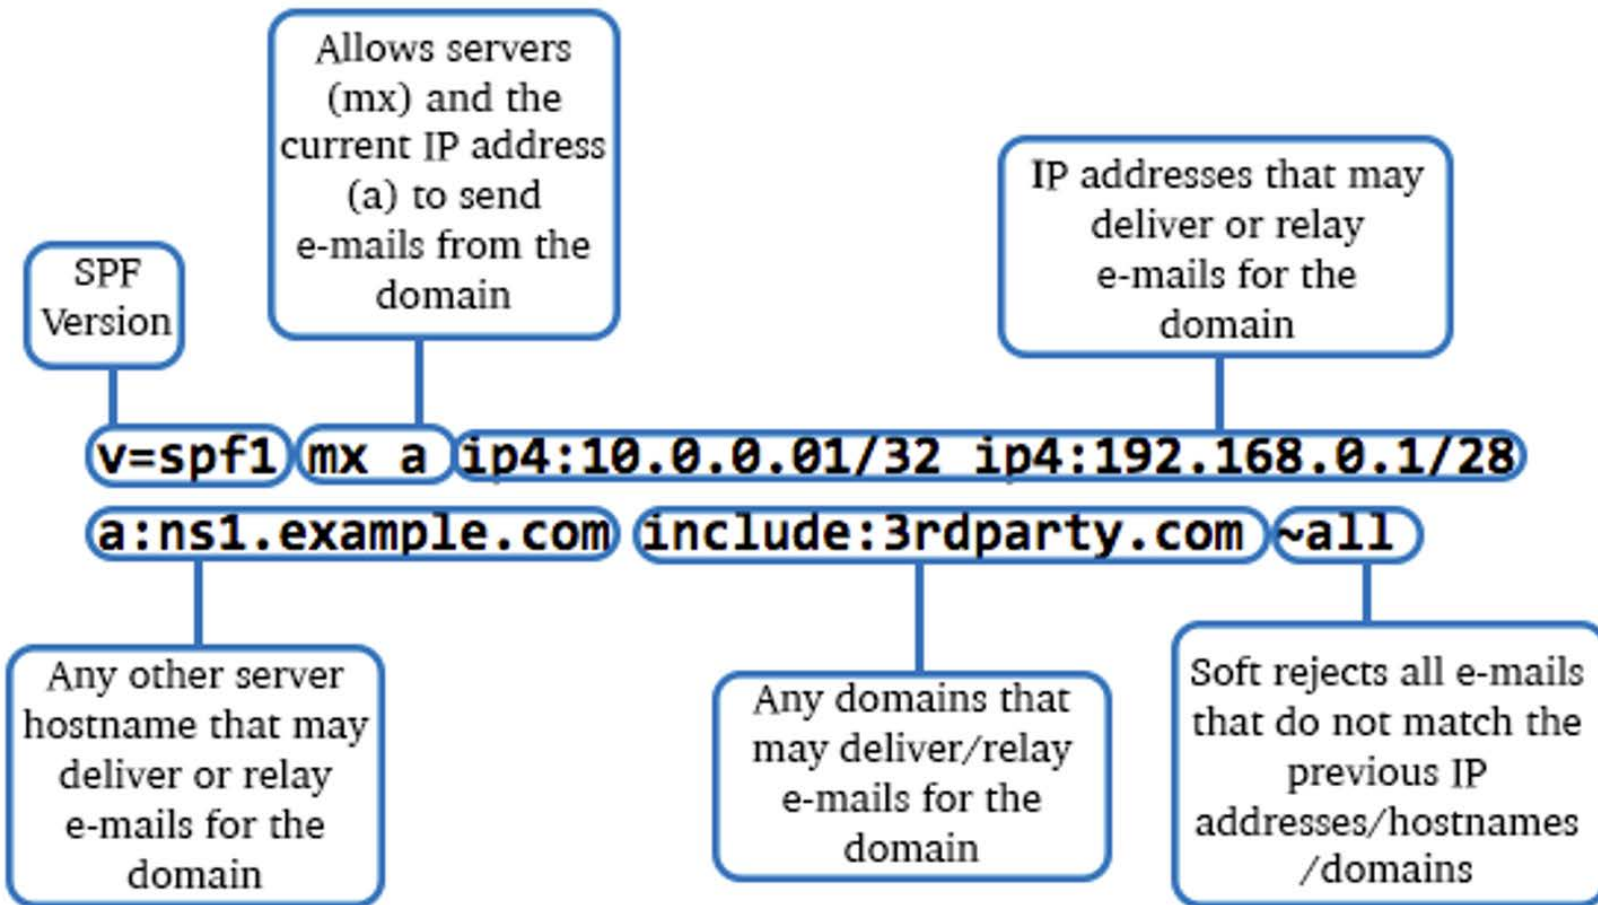 Allows servers
(mx) and the
current IP address
(a) to send
e-mails from the
domain
IP addresses that may
deliver or relay
e-mails for the
domain
SPF
Version
v=spf1 mx a ip4:10.0.0.01/32 ip4:192.168.0.1/28
a:ns1.example.com include:3rdparty.com ~all
Any other server
hostname that may
deliver or relay
e-mails for the
domain
Any domains that
may deliver/relay
e-mails for the
domain
Soft rejects all e-mails
that do not match the
previous IP
addresses/hostnames
/domains